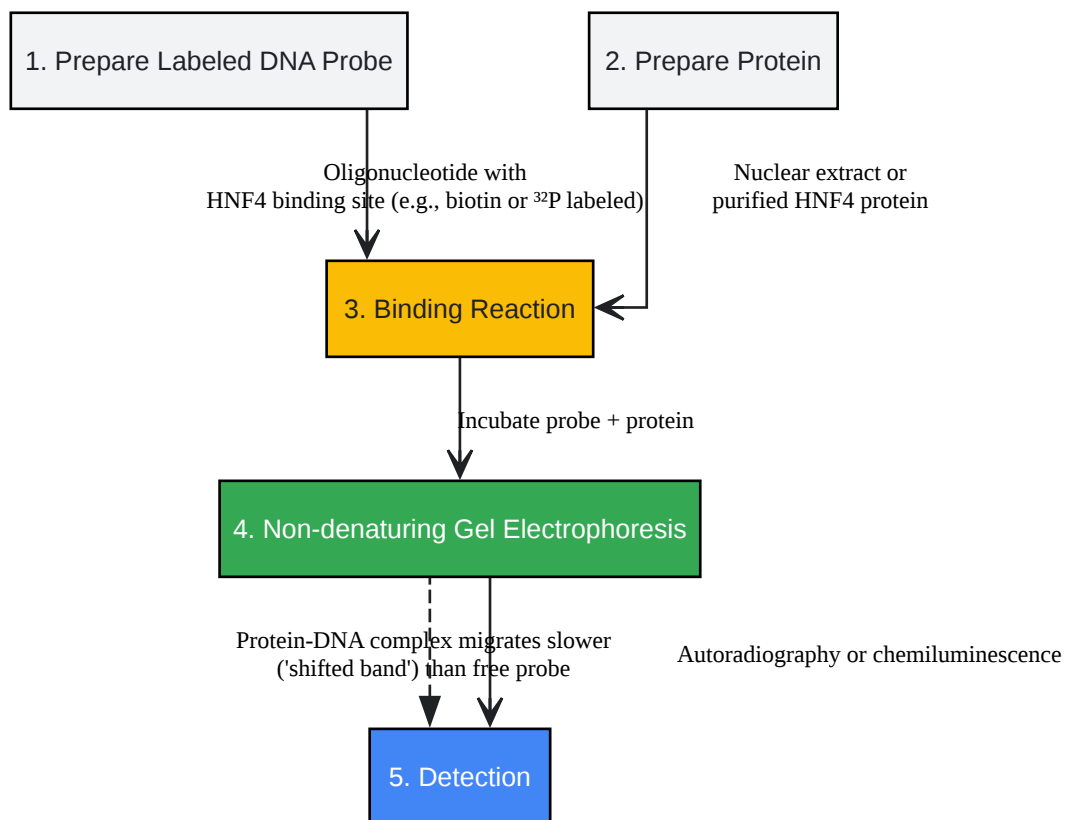 1. Prepare Labeled DNA Probe
2. Prepare Protein
Oligonucleotide with
HNF4 binding site (e.g., biotin or ³²P labeled)
Nuclear extract or
purified HNF4 protein
3. Binding Reaction
Incubate probe + protein
4. Non-denaturing Gel Electrophoresis
Protein-DNA complex migrates slower
('shifted band') than free probe
Autoradiography or chemiluminescence
5. Detection